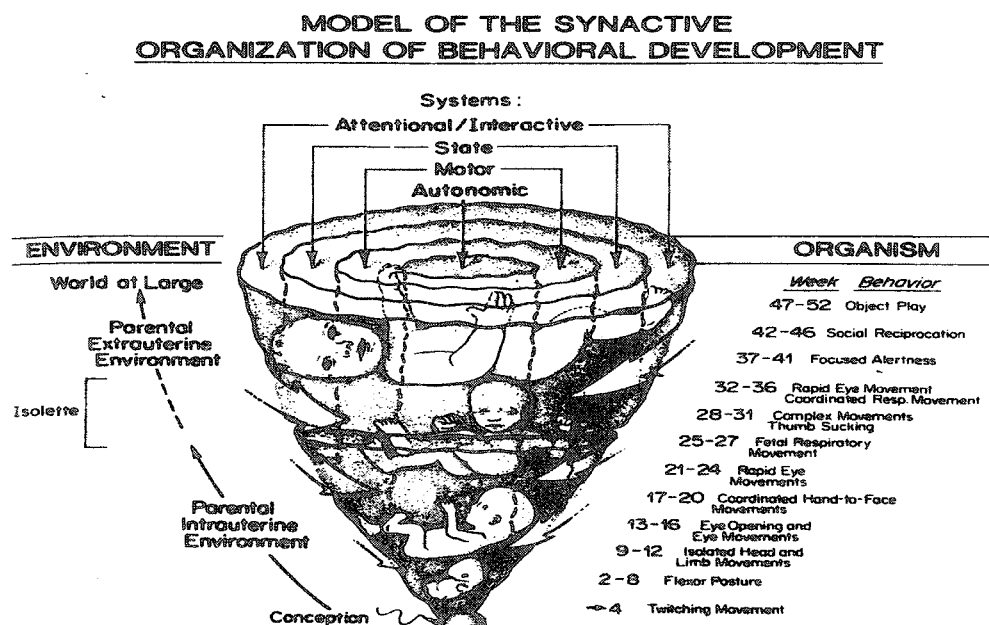 MODEL OF THE SYNACTIVE
ORGANIZATION OF BEHAVIORAL DEVELOPMENT
Systems :
Attentional/Interactive
State
Motor
Autonomic
ENVIRONMENT
World at Large
Parental
Extrauterine
Environment
Isolette
Parental
Intrauterine
Environment
Conception
ORGANISM
Week Behavior
47-52 Object Play
42-46 Social Reciprocation
37-41 Focused Alertness
32-36 Rapid Eye Movement
Coordinated Resp. Movement
28-31 Complex Movements
Thumb Sucking
25-27 Fetal Respiratory
Movement
21-24 Rapid Eye
Movements
17-20 Coordinated Hand-to-Face
Movements
13-16 Eye Opening and
Eye Movements
9-12 Isolated Head and
Limb Movements
2-8 Flexor Posture
4 Twitching Movement